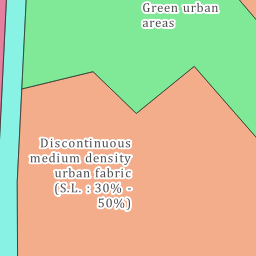 Green urban
areas
Discontinuous
medium density
urban fabric
(S.L. : 30% -
50%)